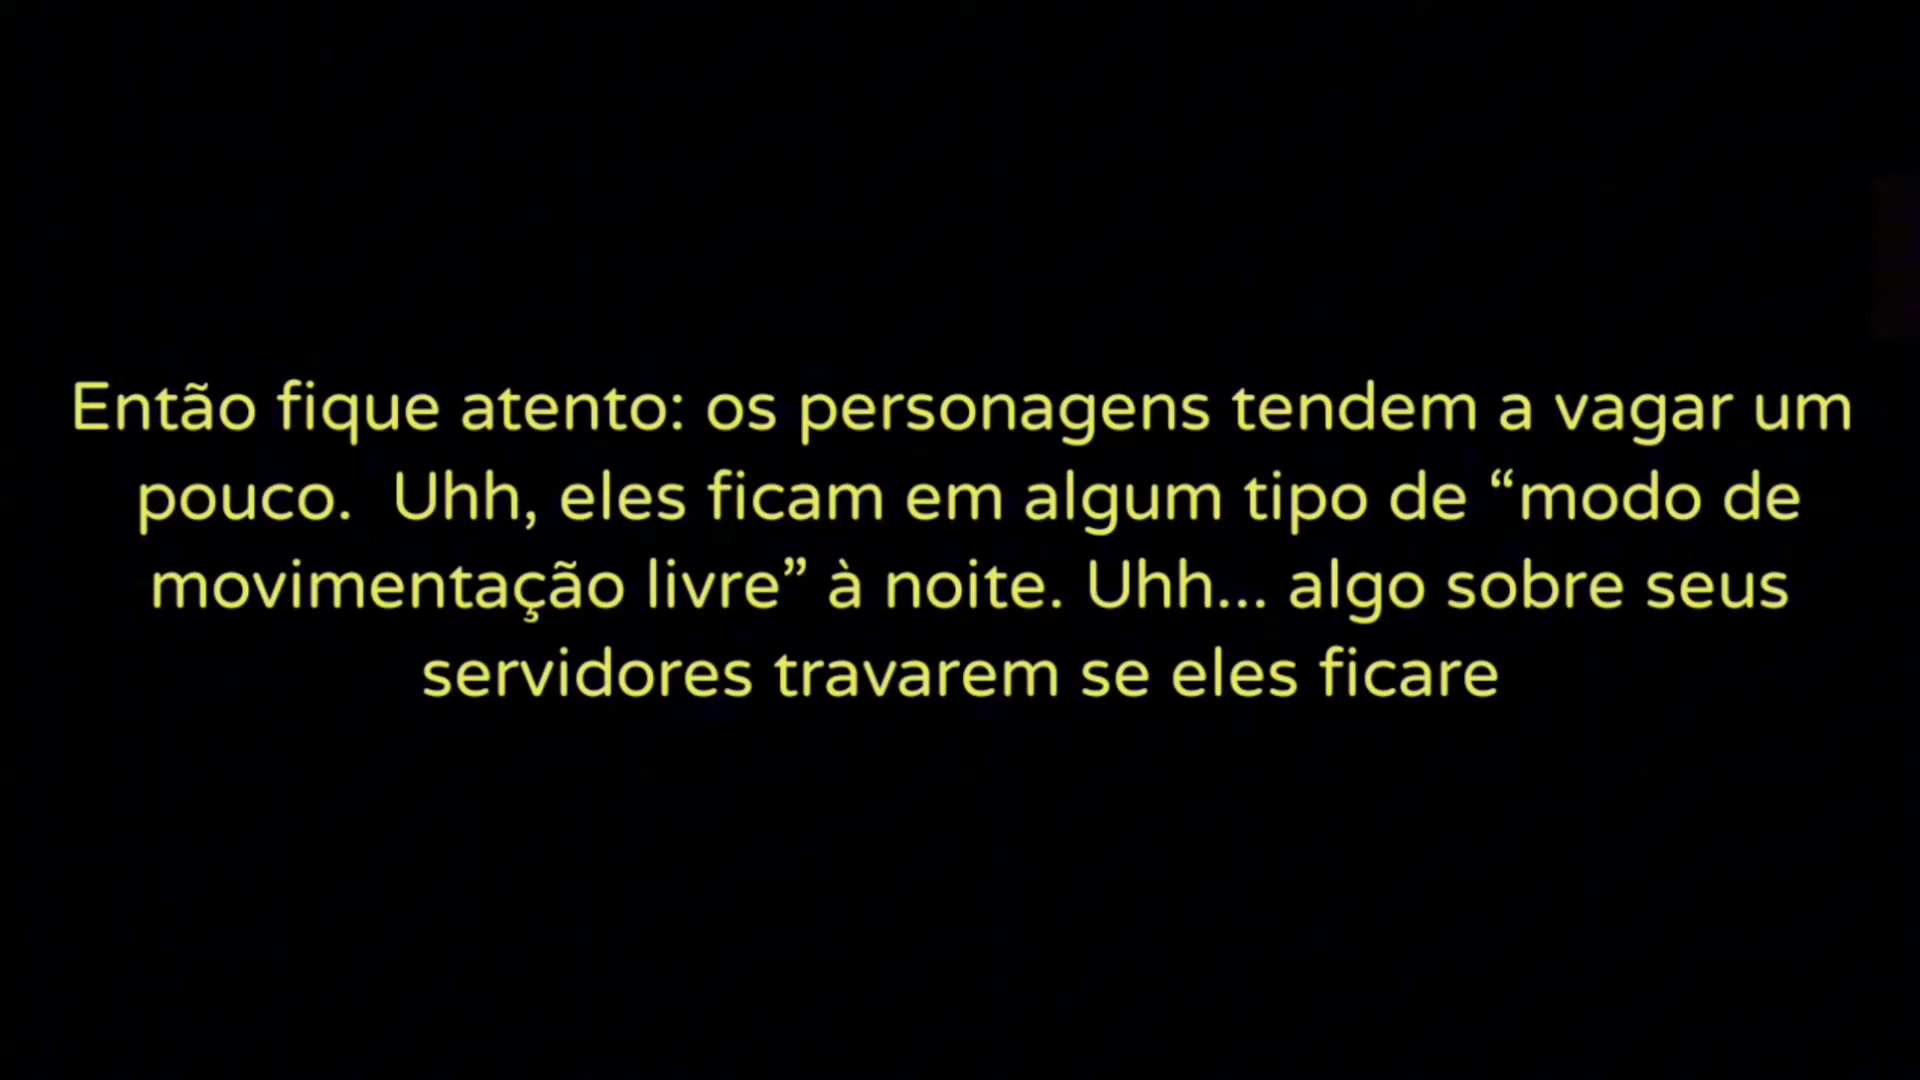 Então fique atento: os personagens tendem a vagar um
pouco.  Uhh, eles ficam em algum tipo de “modo de
movimentação livre” à noite. Uhh... algo sobre seus
servidores travarem se eles ficare